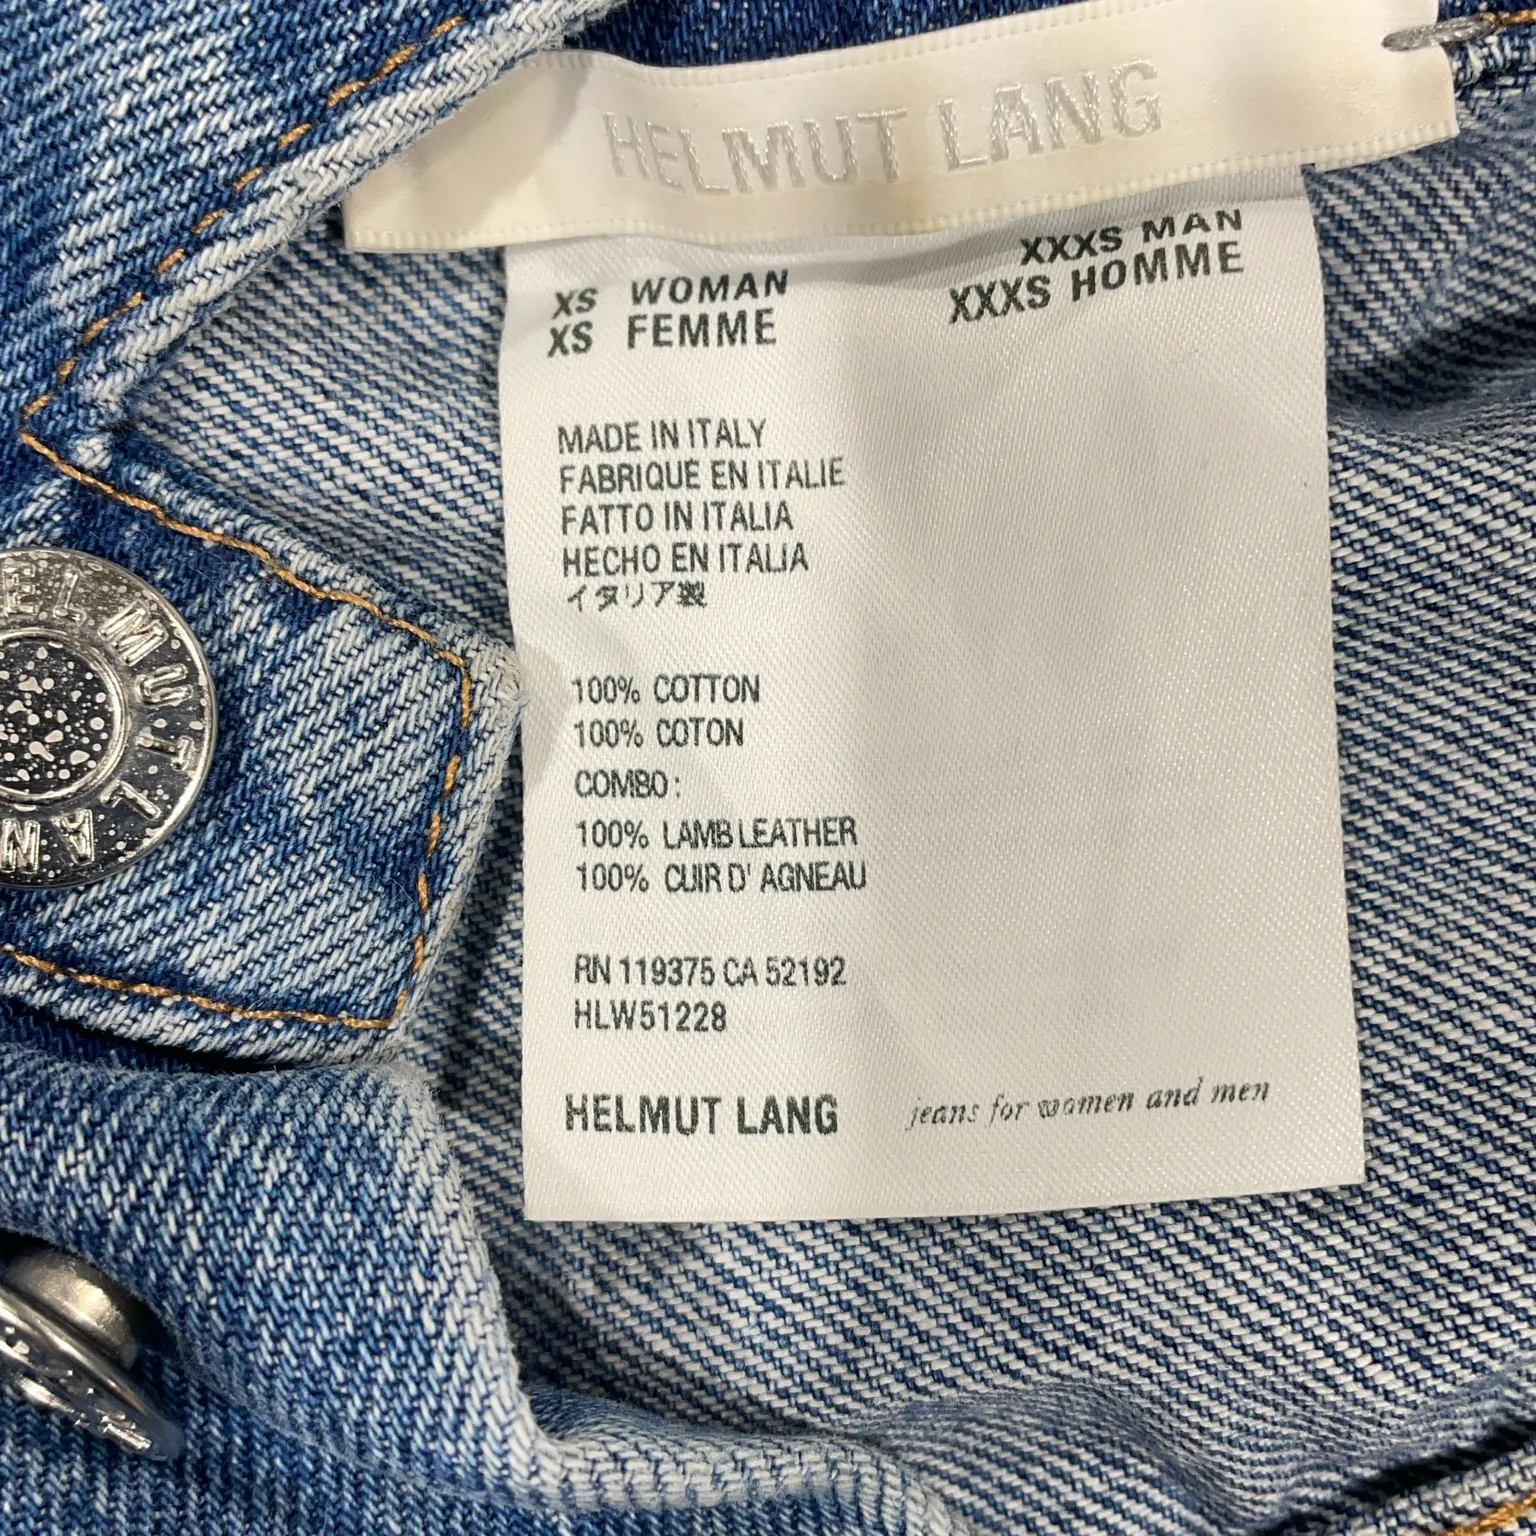 HELMUT LANG
XS WOMAN XXXS MAN
XS FEMME XXXS HOMME
MADE IN ITALY
FABRIQUE EN ITALIE
FATTO IN ITALIA
HECHO EN ITALIA
イタリア製
100% COTTON
100% COTON
COMBO :
100% LAMB LEATHER
100% CUIR D' AGNEAU
RN 119375 CA 52192
HLW51228
HELMUT LANG jeans for women and men
ELMUT LAN